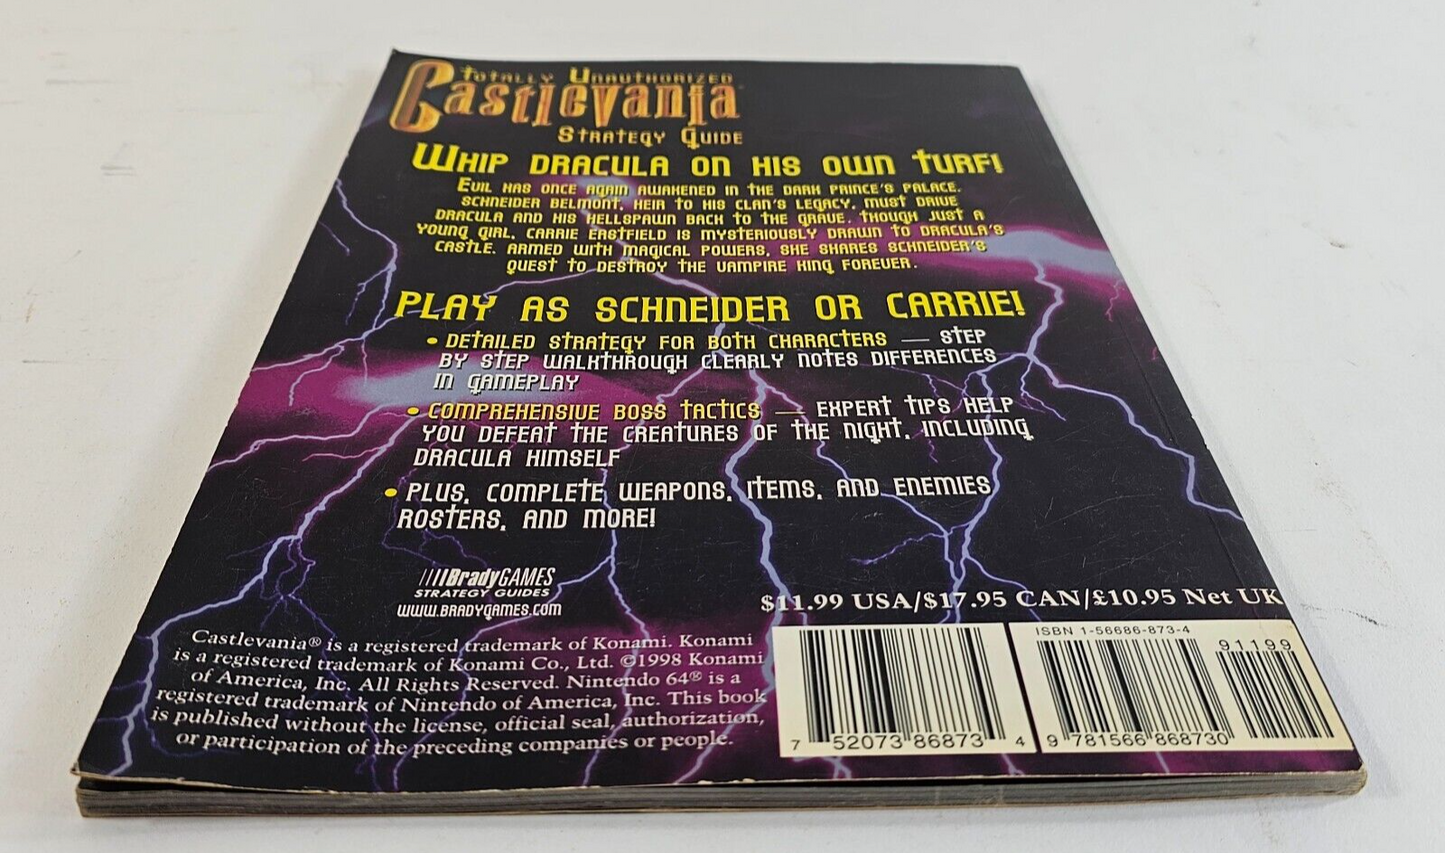 Totally Unauthorized
Castlevania
Strategy Guide
Whip Dracula on his own turf!
Evil has once again awakened in the Dark Prince's palace.
Schneider Belmont, heir to his clan's legacy, must drive
Dracula and his hellspawn back to the grave. Though just a
young girl, Carrie Eastfield is mysteriously drawn to Dracula's
castle. Armed with magical powers, she shares Schneider's
quest to destroy the vampire king forever.
Play as Schneider or Carrie!
• Detailed strategy for both characters — Step
by step walkthrough clearly notes differences
in gameplay
• Comprehensive boss tactics — Expert tips help
you defeat the creatures of the night, including
Dracula himself
• Plus, complete weapons, items, and enemies
rosters, and more!
BradyGAMES
STRATEGY GUIDES
www.bradygames.com
$11.99 USA/$17.95 CAN/£10.95 Net UK
Castlevania® is a registered trademark of Konami. Konami
is a registered trademark of Konami Co., Ltd. ©1998 Konami
of America, Inc. All Rights Reserved. Nintendo 64® is a
registered trademark of Nintendo of America, Inc. This book
is published without the license, official seal, authorization,
or participation of the preceding companies or people.
7 52073 86873 4
ISBN 1-56686-873-4
91199
9 781566 868730